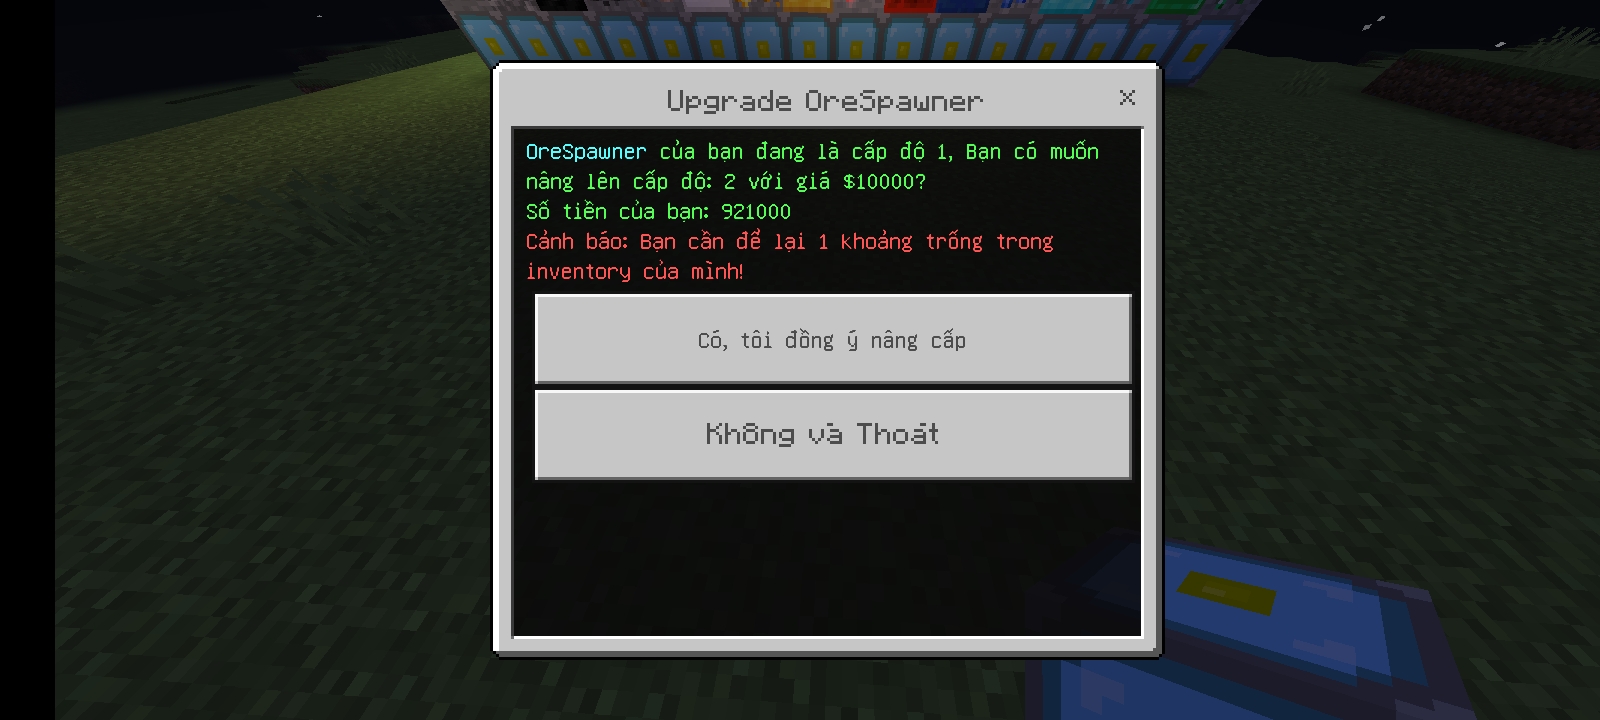 Upgrade OreSpawner
OreSpawner của bạn đang là cấp độ 1, Bạn có muốn
nâng lên cấp độ: 2 với giá $10000?
Số tiền của bạn: 921000
Cảnh báo: Bạn cần để lại 1 khoảng trống trong
inventory của mình!
Có, tôi đồng ý nâng cấp
Không và Thoát